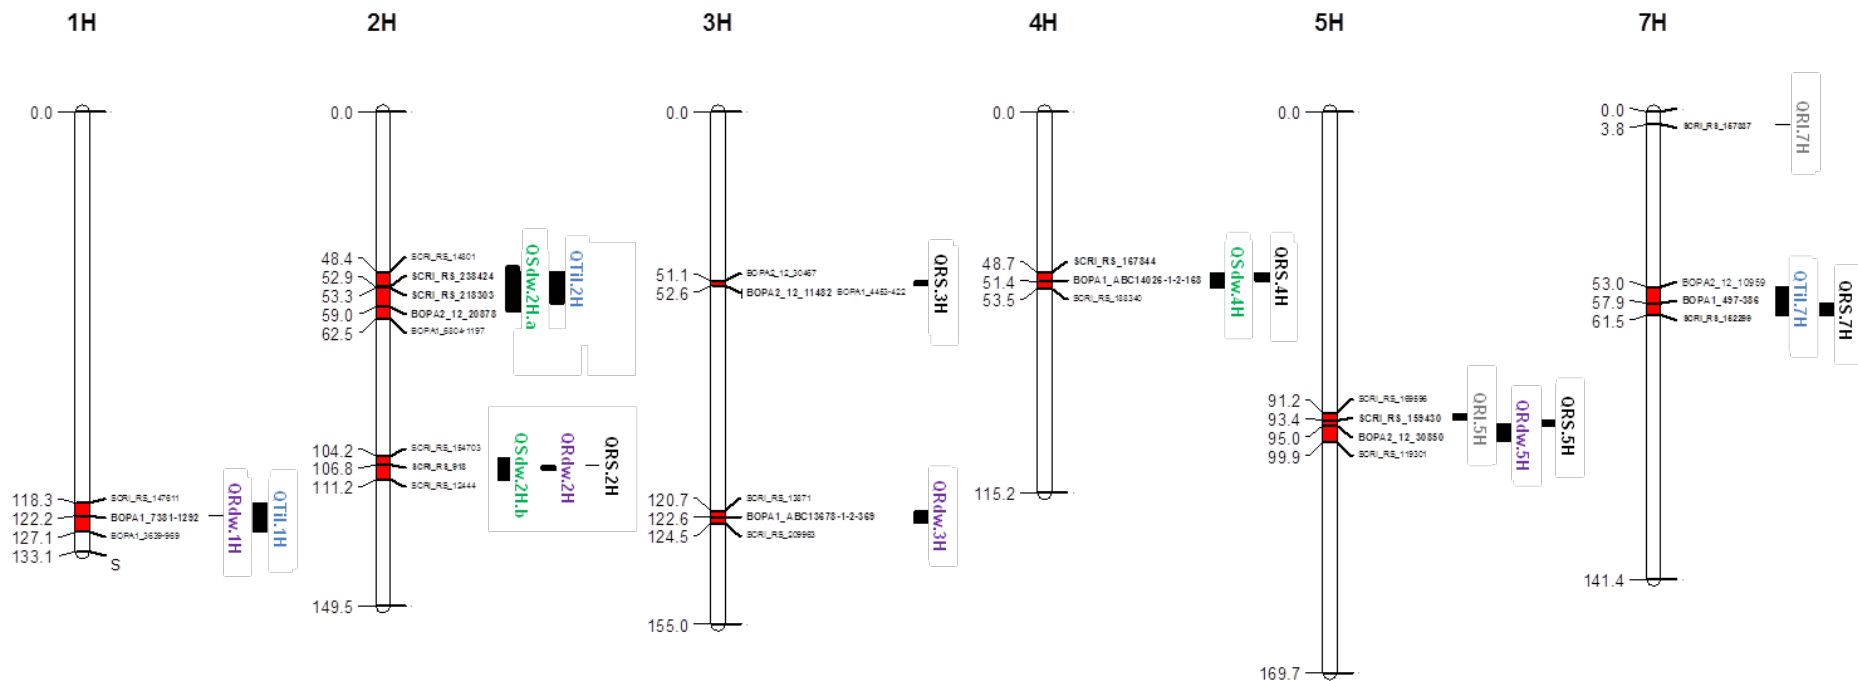 1H
2H
3H
4H
5H
7H
0.0
118.3
122.2
127.1
133.1
SCRI_RS_147611
BOPA1_7381-1292
BOPA1_3639-969
S
QRdw.1H
QTil.1H
0.0
48.4
52.9
53.3
59.0
62.5
104.2
106.8
111.2
149.5
SCRI_RS_14801
SCRI_RS_238424
SCRI_RS_218303
BOPA2_12_20878
BOPA1_5804-1197
SCRI_RS_154703
SCRI_RS_918
SCRI_RS_12444
QSdw.2H.a
QTil.2H
QSdw.2H.b
QRdw.2H
QRS.2H
0.0
51.1
52.6
120.7
122.6
124.5
155.0
BOPA2_12_30467
BOPA2_12_11482 BOPA1_4453-422
SCRI_RS_13871
BOPA1_ABC13678-1-2-369
SCRI_RS_209963
QRS.3H
QRdw.3H
0.0
48.7
51.4
53.5
115.2
SCRI_RS_167844
BOPA1_ABC14026-1-2-168
SCRI_RS_188340
QSdw.4H
QRS.4H
0.0
91.2
93.4
95.0
99.9
169.7
SCRI_RS_169596
SCRI_RS_159430
BOPA2_12_30850
SCRI_RS_119301
QRl.5H
QRdw.5H
QRS.5H
0.0
3.8
53.0
57.9
61.5
141.4
BOPA2_12_10959
BOPA1_497-386
SCRI_RS_152299
QRl.7H
QTil.7H
QRS.7H